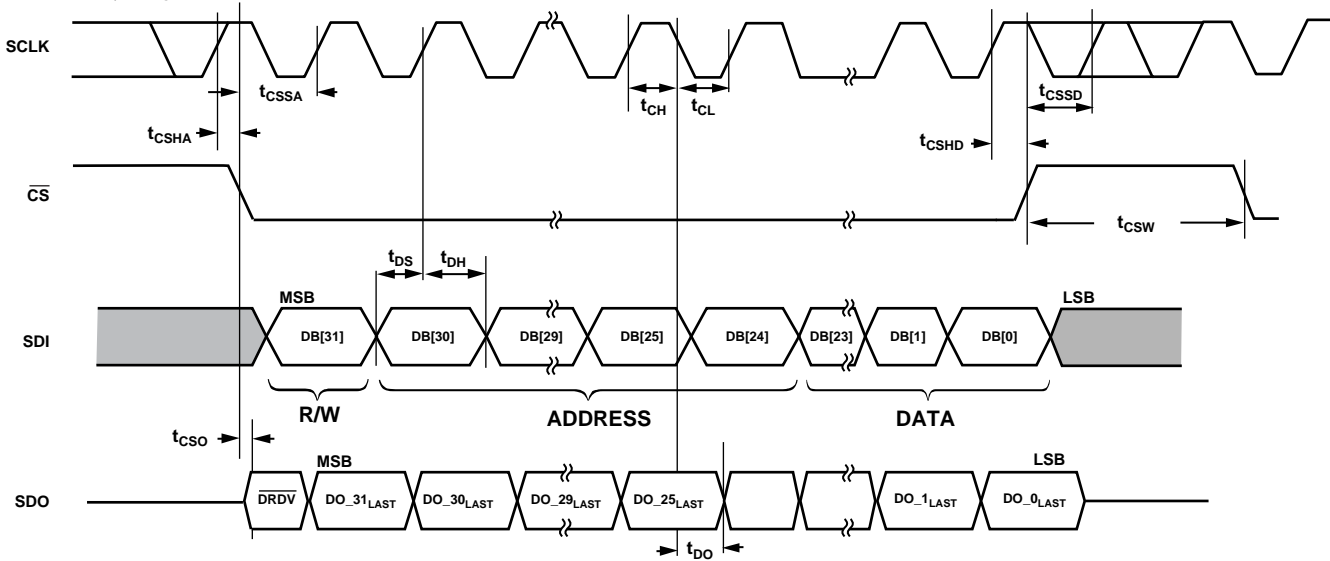 SCLK
tCSSA
tCH
tCL
tCSSD
tCSHA
tCSHD
CS
tCSW
tDS
tDH
MSB
LSB
SDI
DB[31]
DB[30]
DB[29]
DB[25]
DB[24]
DB[23]
DB[1]
DB[0]
R/W
ADDRESS
DATA
tCSO
MSB
LSB
SDO
DRDV
DO_31LAST
DO_30LAST
DO_29LAST
DO_25LAST
DO_1LAST
DO_0LAST
tDO